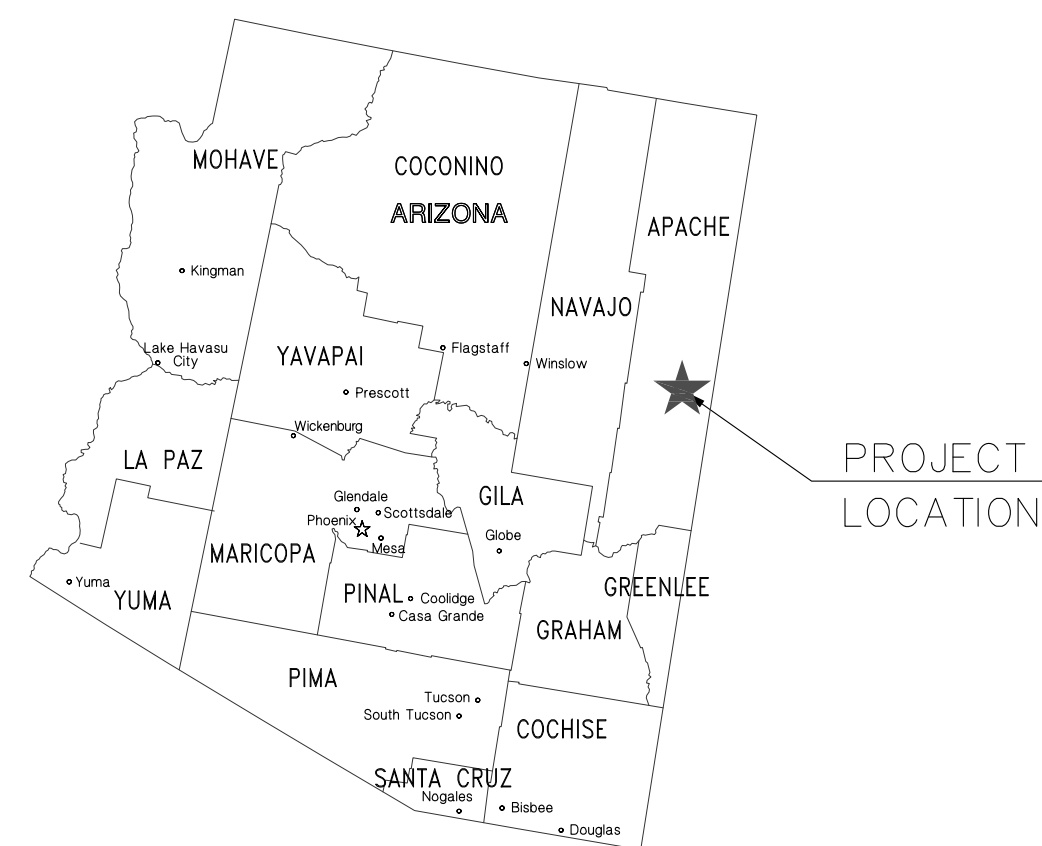 MOHAVE
COCONINO
ARIZONA
APACHE
Kingman
NAVAJO
Lake Havasu
City
YAVAPAI
Flagstaff
Winslow
Prescott
Wickenburg
PROJECT
LOCATION
LA PAZ
Glendale
Scottsdale
Phoenix
Mesa
GILA
Globe
MARICOPA
Yuma
YUMA
PINAL
Coolidge
Casa Grande
GREENLEE
GRAHAM
PIMA
Tucson
South Tucson
COCHISE
SANTA CRUZ
Nogales
Bisbee
Douglas